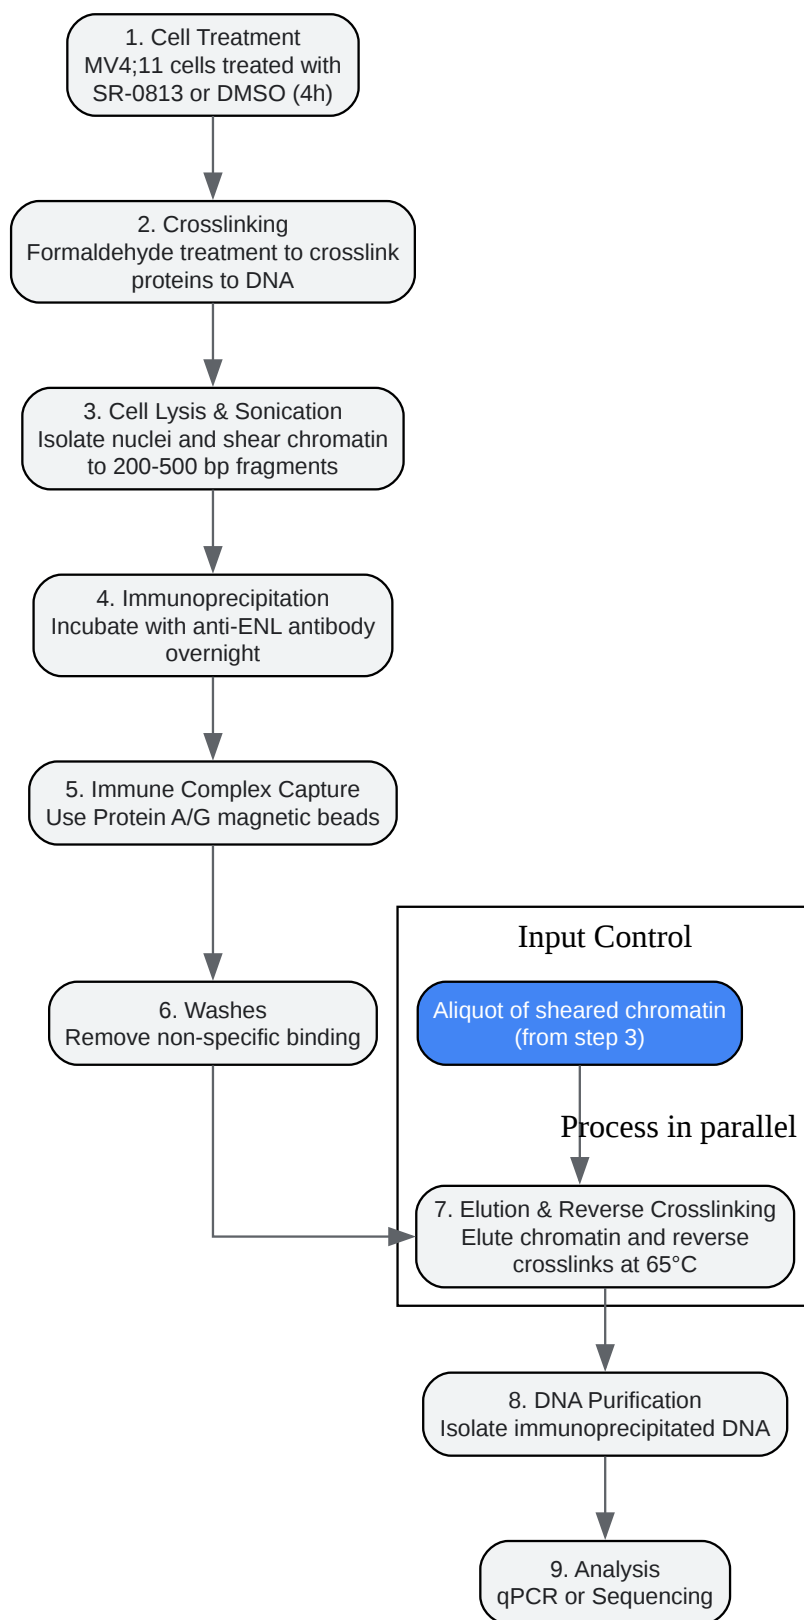 1. Cell Treatment
MV4;11 cells treated with
SR-0813 or DMSO (4h)
2. Crosslinking
Formaldehyde treatment to crosslink
proteins to DNA
3. Cell Lysis & Sonication
Isolate nuclei and shear chromatin
to 200-500 bp fragments
4. Immunoprecipitation
Incubate with anti-ENL antibody
overnight
5. Immune Complex Capture
Use Protein A/G magnetic beads
6. Washes
Remove non-specific binding
Input Control
Aliquot of sheared chromatin
(from step 3)
Process in parallel
7. Elution & Reverse Crosslinking
Elute chromatin and reverse
crosslinks at 65°C
8. DNA Purification
Isolate immunoprecipitated DNA
9. Analysis
qPCR or Sequencing